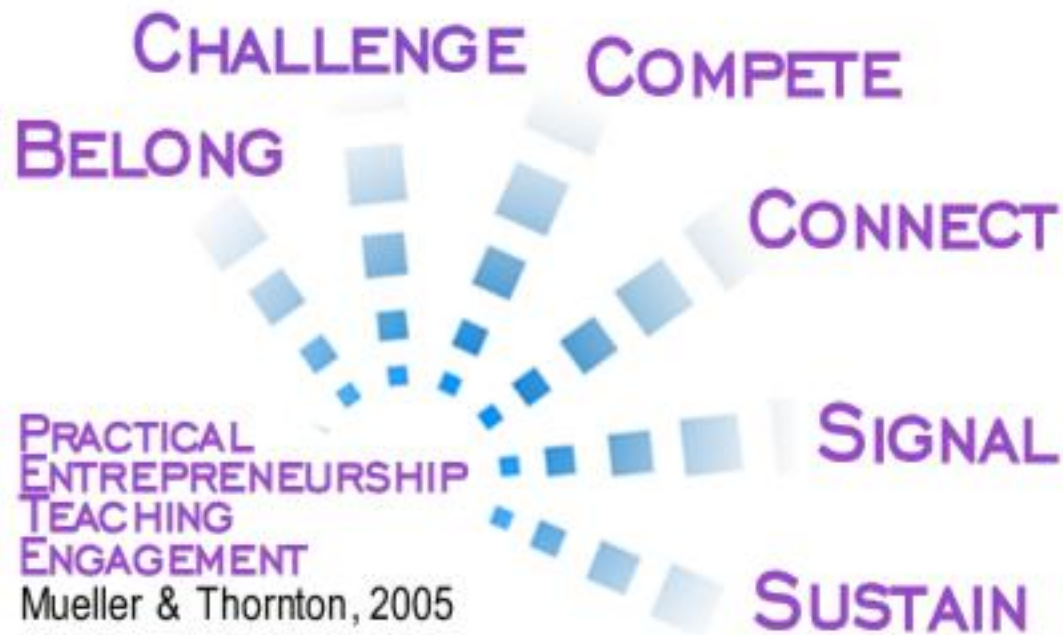 CHALLENGE
COMPETE
BELONG
CONNECT
SIGNAL
PRACTICAL
ENTREPRENEURSHIP
TEACHING
ENGAGEMENT
Mueller & Thornton, 2005
SUSTAIN